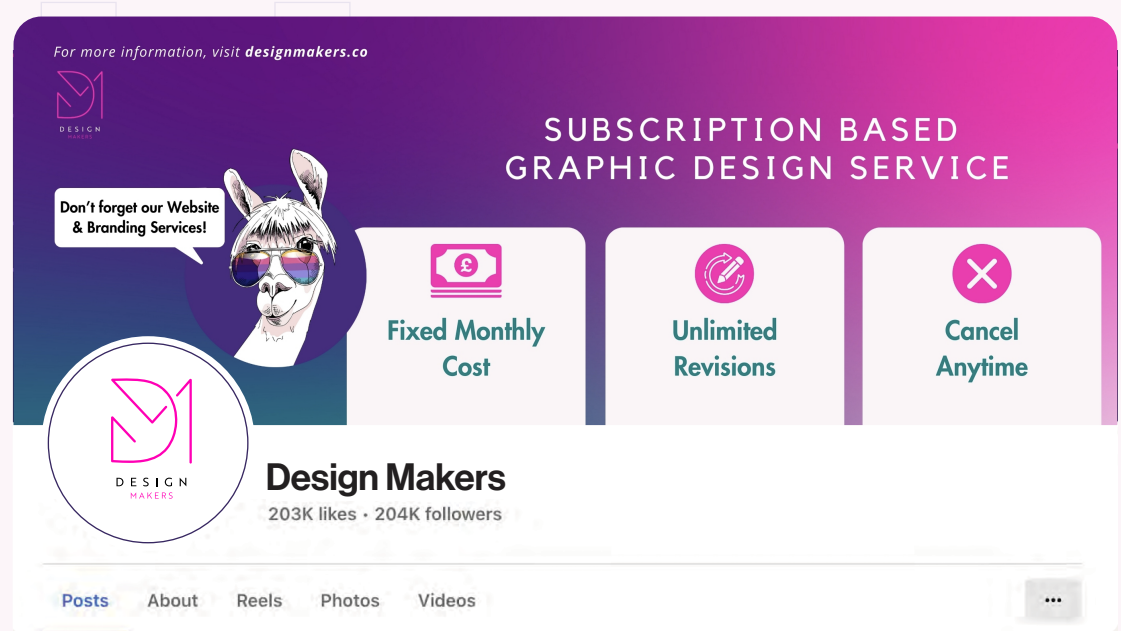 For more information, visit designmakers.co
DESIGN
MAKERS
SUBSCRIPTION BASED
GRAPHIC DESIGN SERVICE
Don't forget our Website
& Branding Services!
£
Fixed Monthly
Cost
Unlimited
Revisions
Cancel
Anytime
DESIGN
MAKERS
Design Makers
203K likes • 204K followers
Posts About Reels Photos Videos